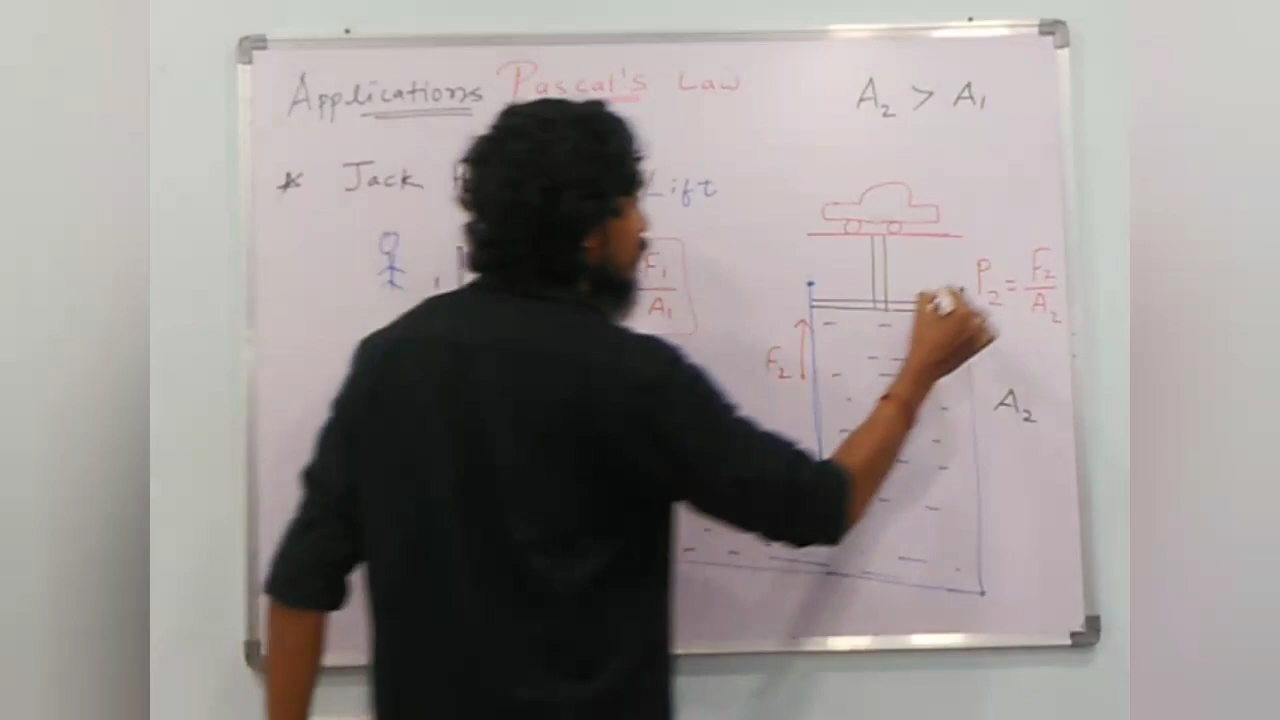 Applications Pascal's Law
A₂ > A₁
* Jack Lift
F₁
A₁
P₂ = F₂
A₂
F₂
A₂